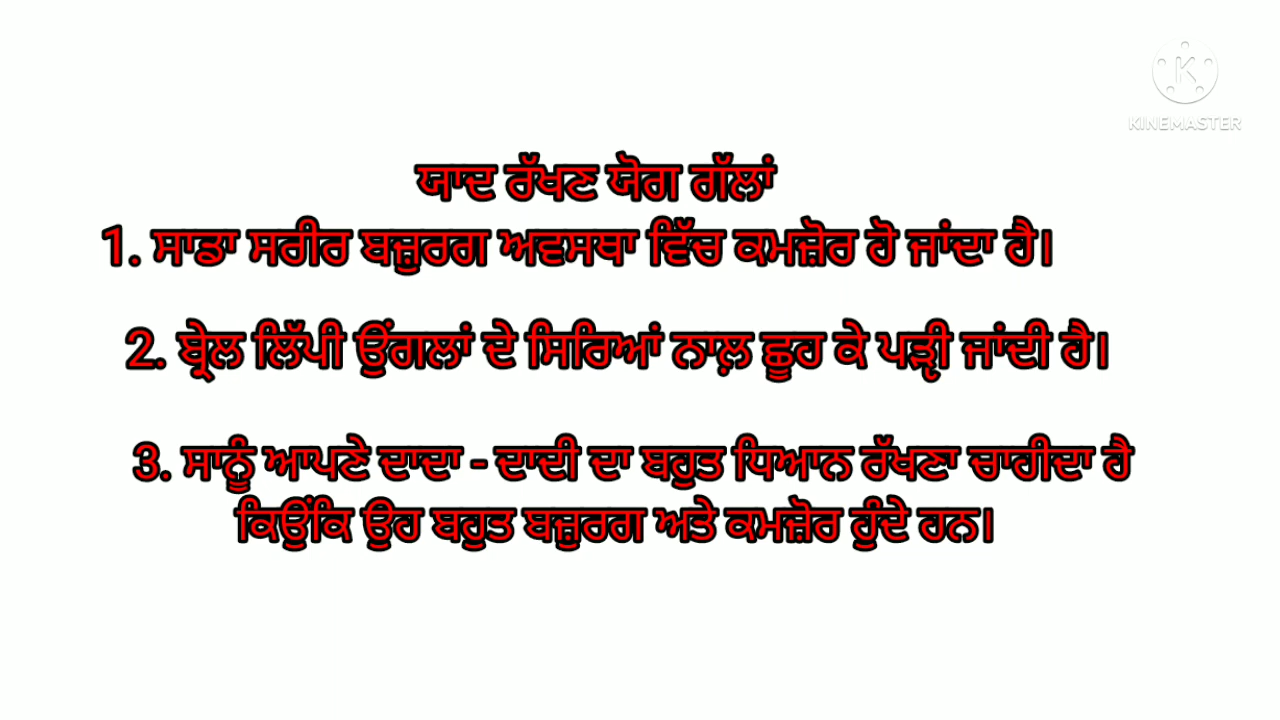 KINEMASTER
ਯਾਦ ਰੱਖਣ ਯੋਗ ਗੱਲਾਂ
1. ਸਾਡਾ ਸਰੀਰ ਬਜ਼ੁਰਗ ਅਵਸਥਾ ਵਿੱਚ ਕਮਜ਼ੋਰ ਹੋ ਜਾਂਦਾ ਹੈ।
2. ਬ੍ਰੇਲ ਲਿੱਪੀ ਉਂਗਲਾਂ ਦੇ ਸਿਰਿਆਂ ਨਾਲ਼ ਛੂਹ ਕੇ ਪੜ੍ਹੀ ਜਾਂਦੀ ਹੈ।
3. ਸਾਨੂੰ ਆਪਣੇ ਦਾਦਾ - ਦਾਦੀ ਦਾ ਬਹੁਤ ਧਿਆਨ ਰੱਖਣਾ ਚਾਹੀਦਾ ਹੈ
ਕਿਉਂਕਿ ਉਹ ਬਹੁਤ ਬਜ਼ੁਰਗ ਅਤੇ ਕਮਜ਼ੋਰ ਹੁੰਦੇ ਹਨ।